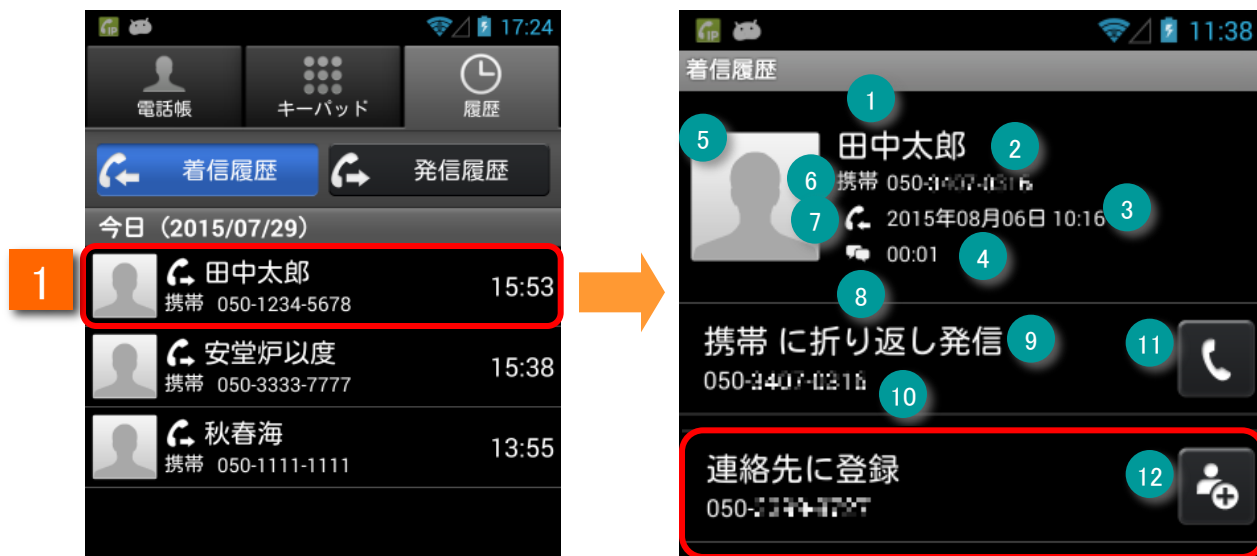 17:24
電話帳
キーパッド
履歴
着信履歴
発信履歴
今日（2015/07/29）
1
田中太郎
携帯 050-1234-5678
15:53
安堂炉以度
携帯 050-3333-7777
15:38
秋春海
携帯 050-1111-1111
13:55
IP
11:38
着信履歴
1
5
田中太郎
2
6
携帯 050-
7
2015年08月06日 10:16
3
00:01
4
8
携帯 に折り返し発信
9
11
050-
10
連絡先に登録
12
050-